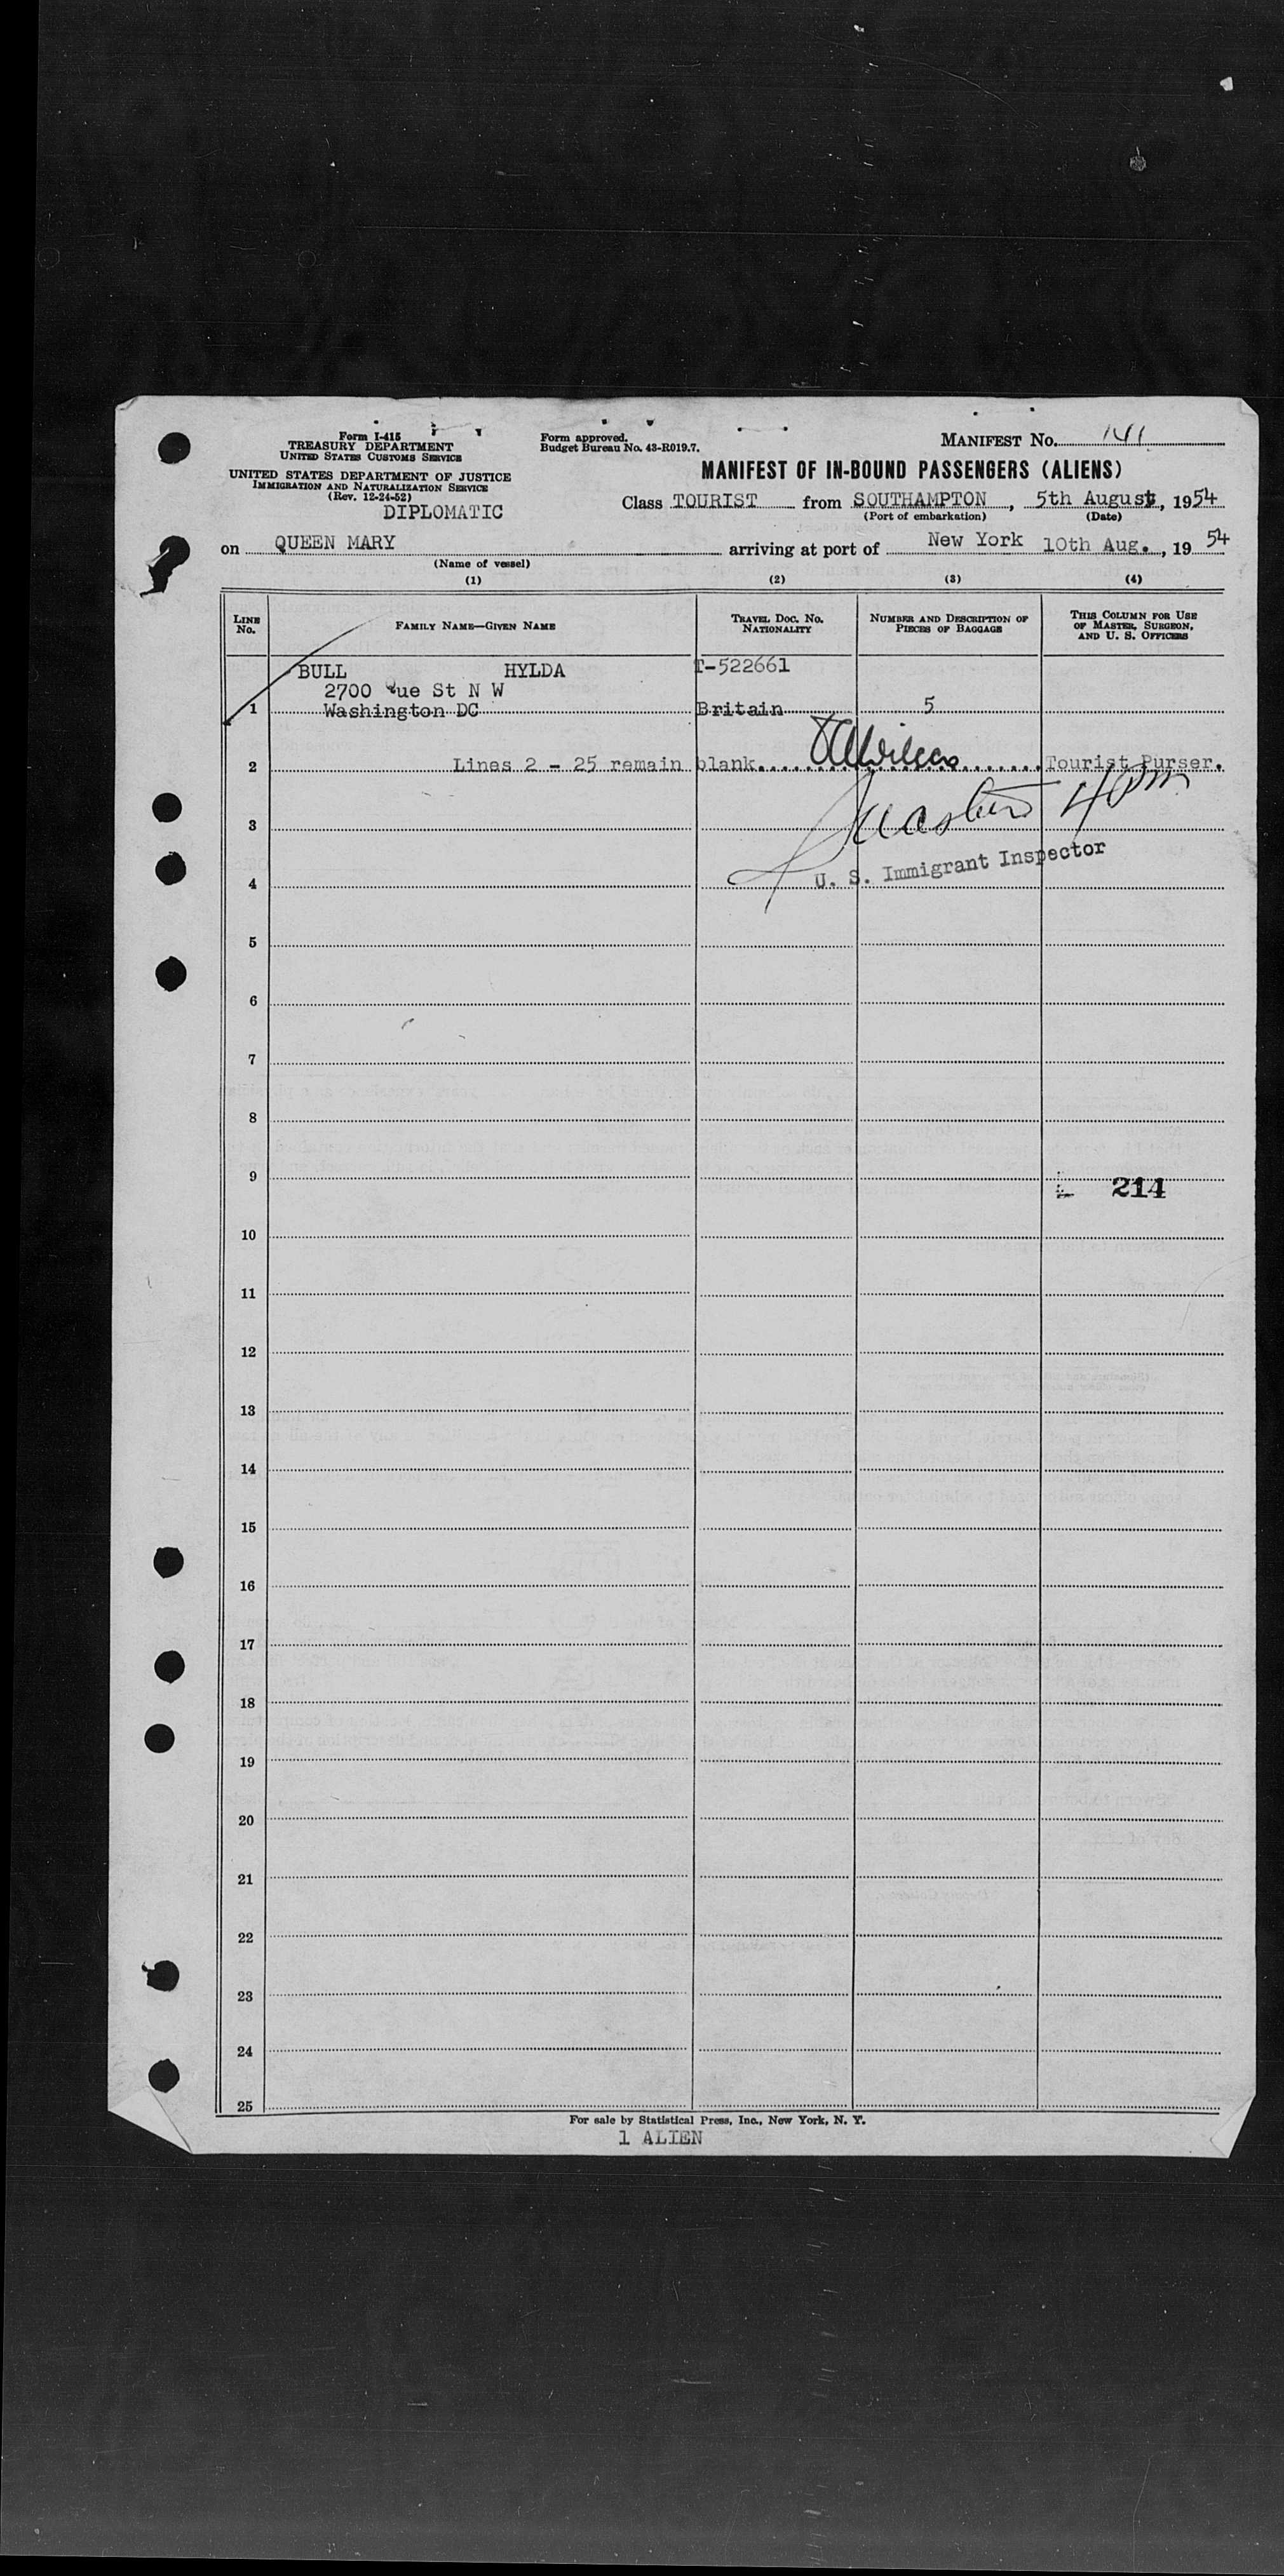 Form I-415
TREASURY DEPARTMENT
UNITED STATES CUSTOMS SERVICE
UNITED STATES DEPARTMENT OF JUSTICE
IMMIGRATION AND NATURALIZATION SERVICE
(Rev. 12-24-52)
DIPLOMATIC
Form approved.
Budget Bureau No. 43-R019.7.
MANIFEST No. 141
MANIFEST OF IN-BOUND PASSENGERS (ALIENS)
Class TOURIST from SOUTHAMPTON, 5th August, 1954
(Port of embarkation) (Date)
on QUEEN MARY arriving at port of New York 10th Aug., 1954
(Name of vessel)
(1) (2) (3) (4)
LINE No. FAMILY NAME—GIVEN NAME TRAVEL DOC. NO. NATIONALITY NUMBER AND DESCRIPTION OF PIECES OF BAGGAGE THIS COLUMN FOR USE OF MASTER, SURGEON, AND U. S. OFFICERS
BULL HYLDA T-522661
2700 Que St N W
1 Washington DC Britain 5
2 Lines 2 - 25 remain blank. Tourist Purser.
3 4 Pm
4 U. S. Immigrant Inspector
5
6
7
8
9 214
10
11
12
13
14
15
16
17
18
19
20
21
22
23
24
25
For sale by Statistical Press, Inc., New York, N. Y.
1 ALIEN